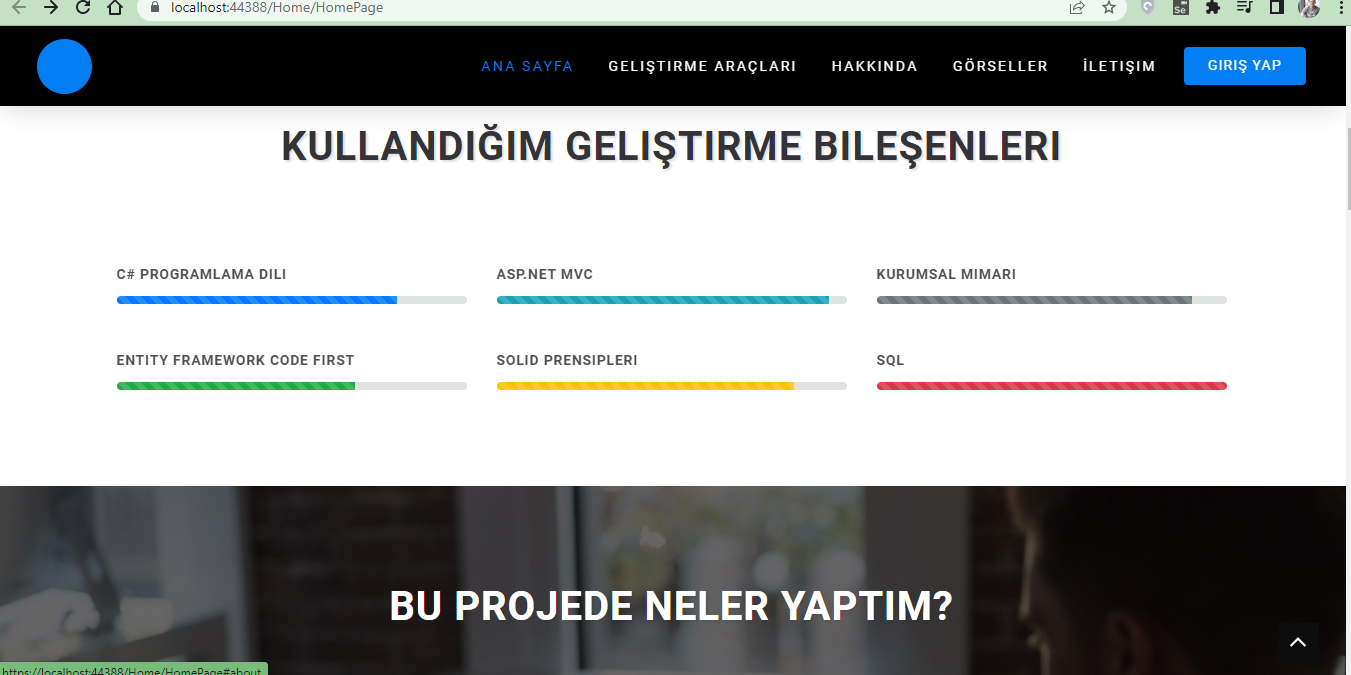 localhost:44388/Home/HomePage
Se
ANA SAYFA GELIŞTIRME ARAÇLARI HAKKINDA GÖRSELLER İLETIŞIM GIRIŞ YAP
KULLANDIĞIM GELIŞTIRME BILEŞENLERI
C# PROGRAMLAMA DILI ASP.NET MVC KURUMSAL MIMARI
ENTITY FRAMEWORK CODE FIRST SOLID PRENSIPLERI SQL
BU PROJEDE NELER YAPTIM?
https://localhost:44388/Home/HomePage#about